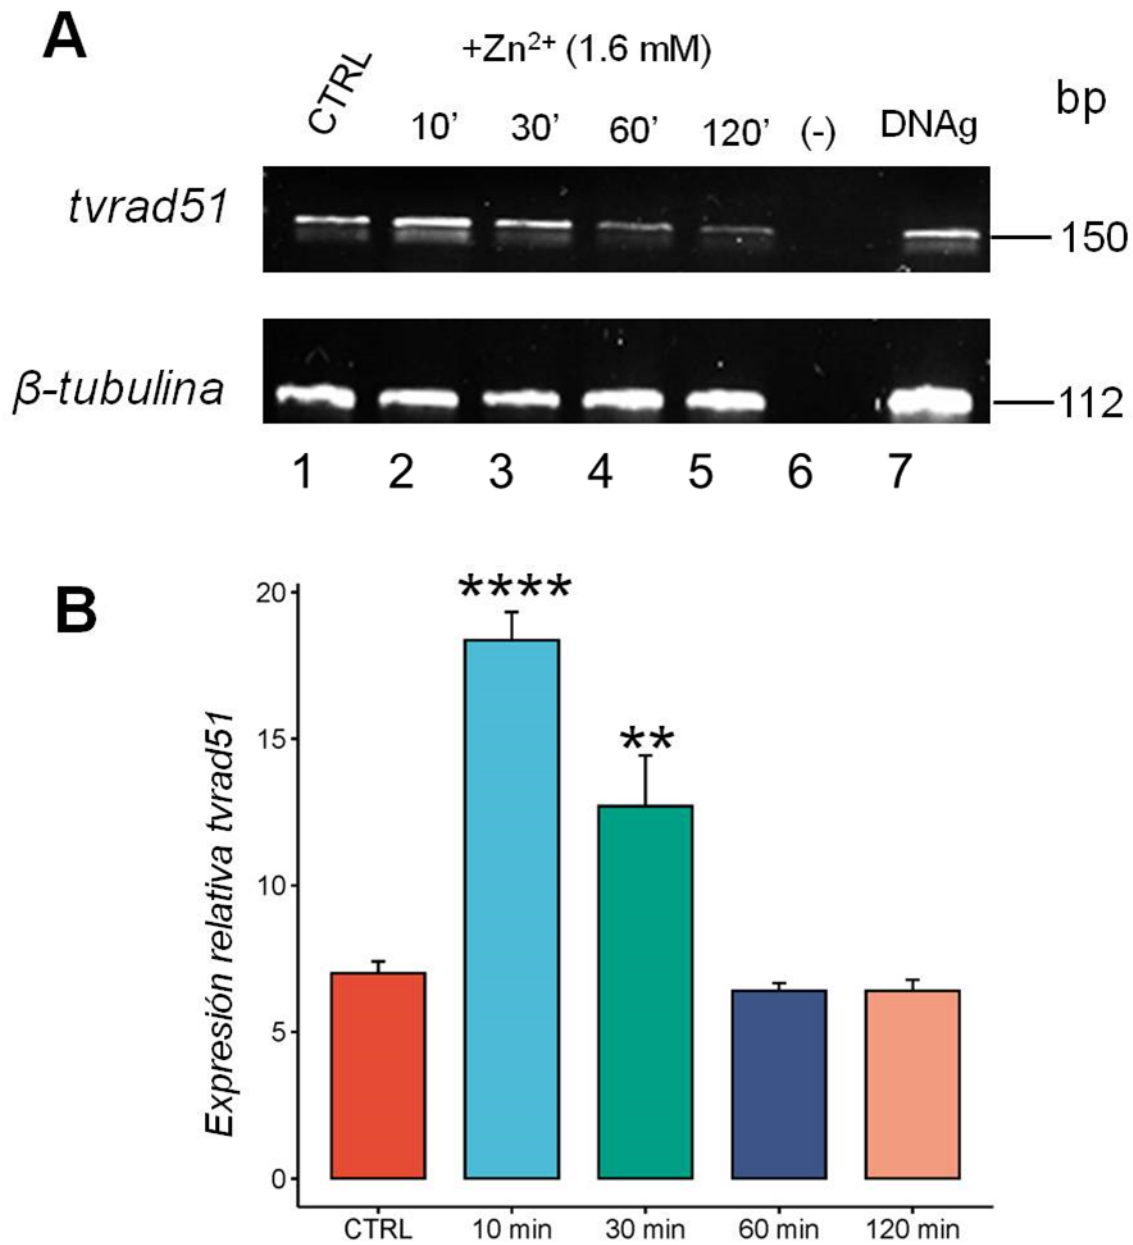 A
CTRL
+Zn²⁺ (1.6 mM)
10’ 30’ 60’ 120’ (-) DNAg
bp
tvrad51
150
β-tubulina
112
1 2 3 4 5 6 7
B
Expresión relativa tvrad51
20
15
10
5
0
****
**
CTRL 10 min 30 min 60 min 120 min